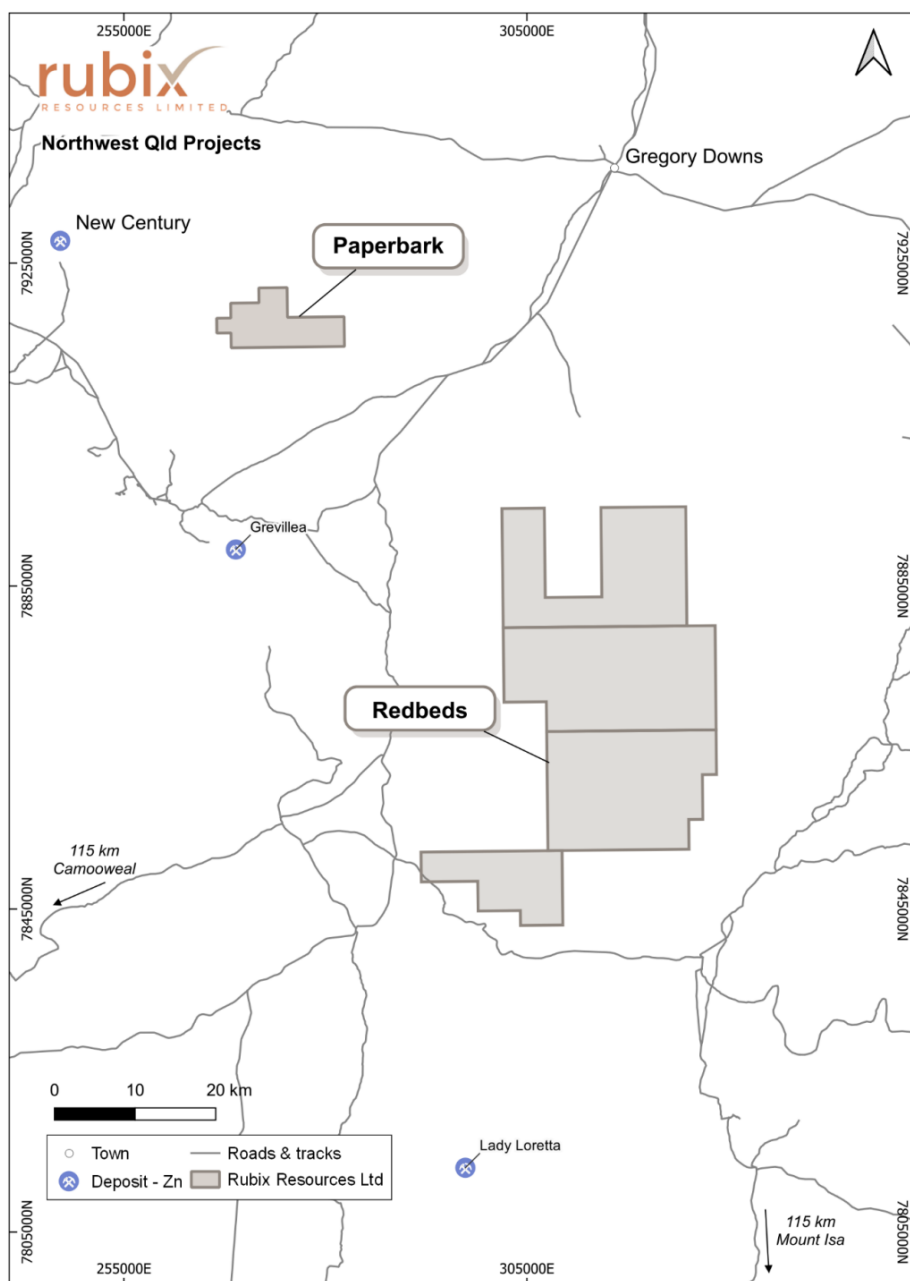 255000E
305000E
rubix
RESOURCES LIMITED
Northwest Qld Projects
Gregory Downs
New Century
Paperbark
7925000N
7925000N
Grevillea
7885000N
7885000N
Redbeds
115 km
Camooweal
7845000N
7845000N
0 10 20 km
Town
Roads & tracks
Deposit - Zn
Rubix Resources Ltd
Lady Loretta
115 km
Mount Isa
7805000N
7805000N
255000E
305000E